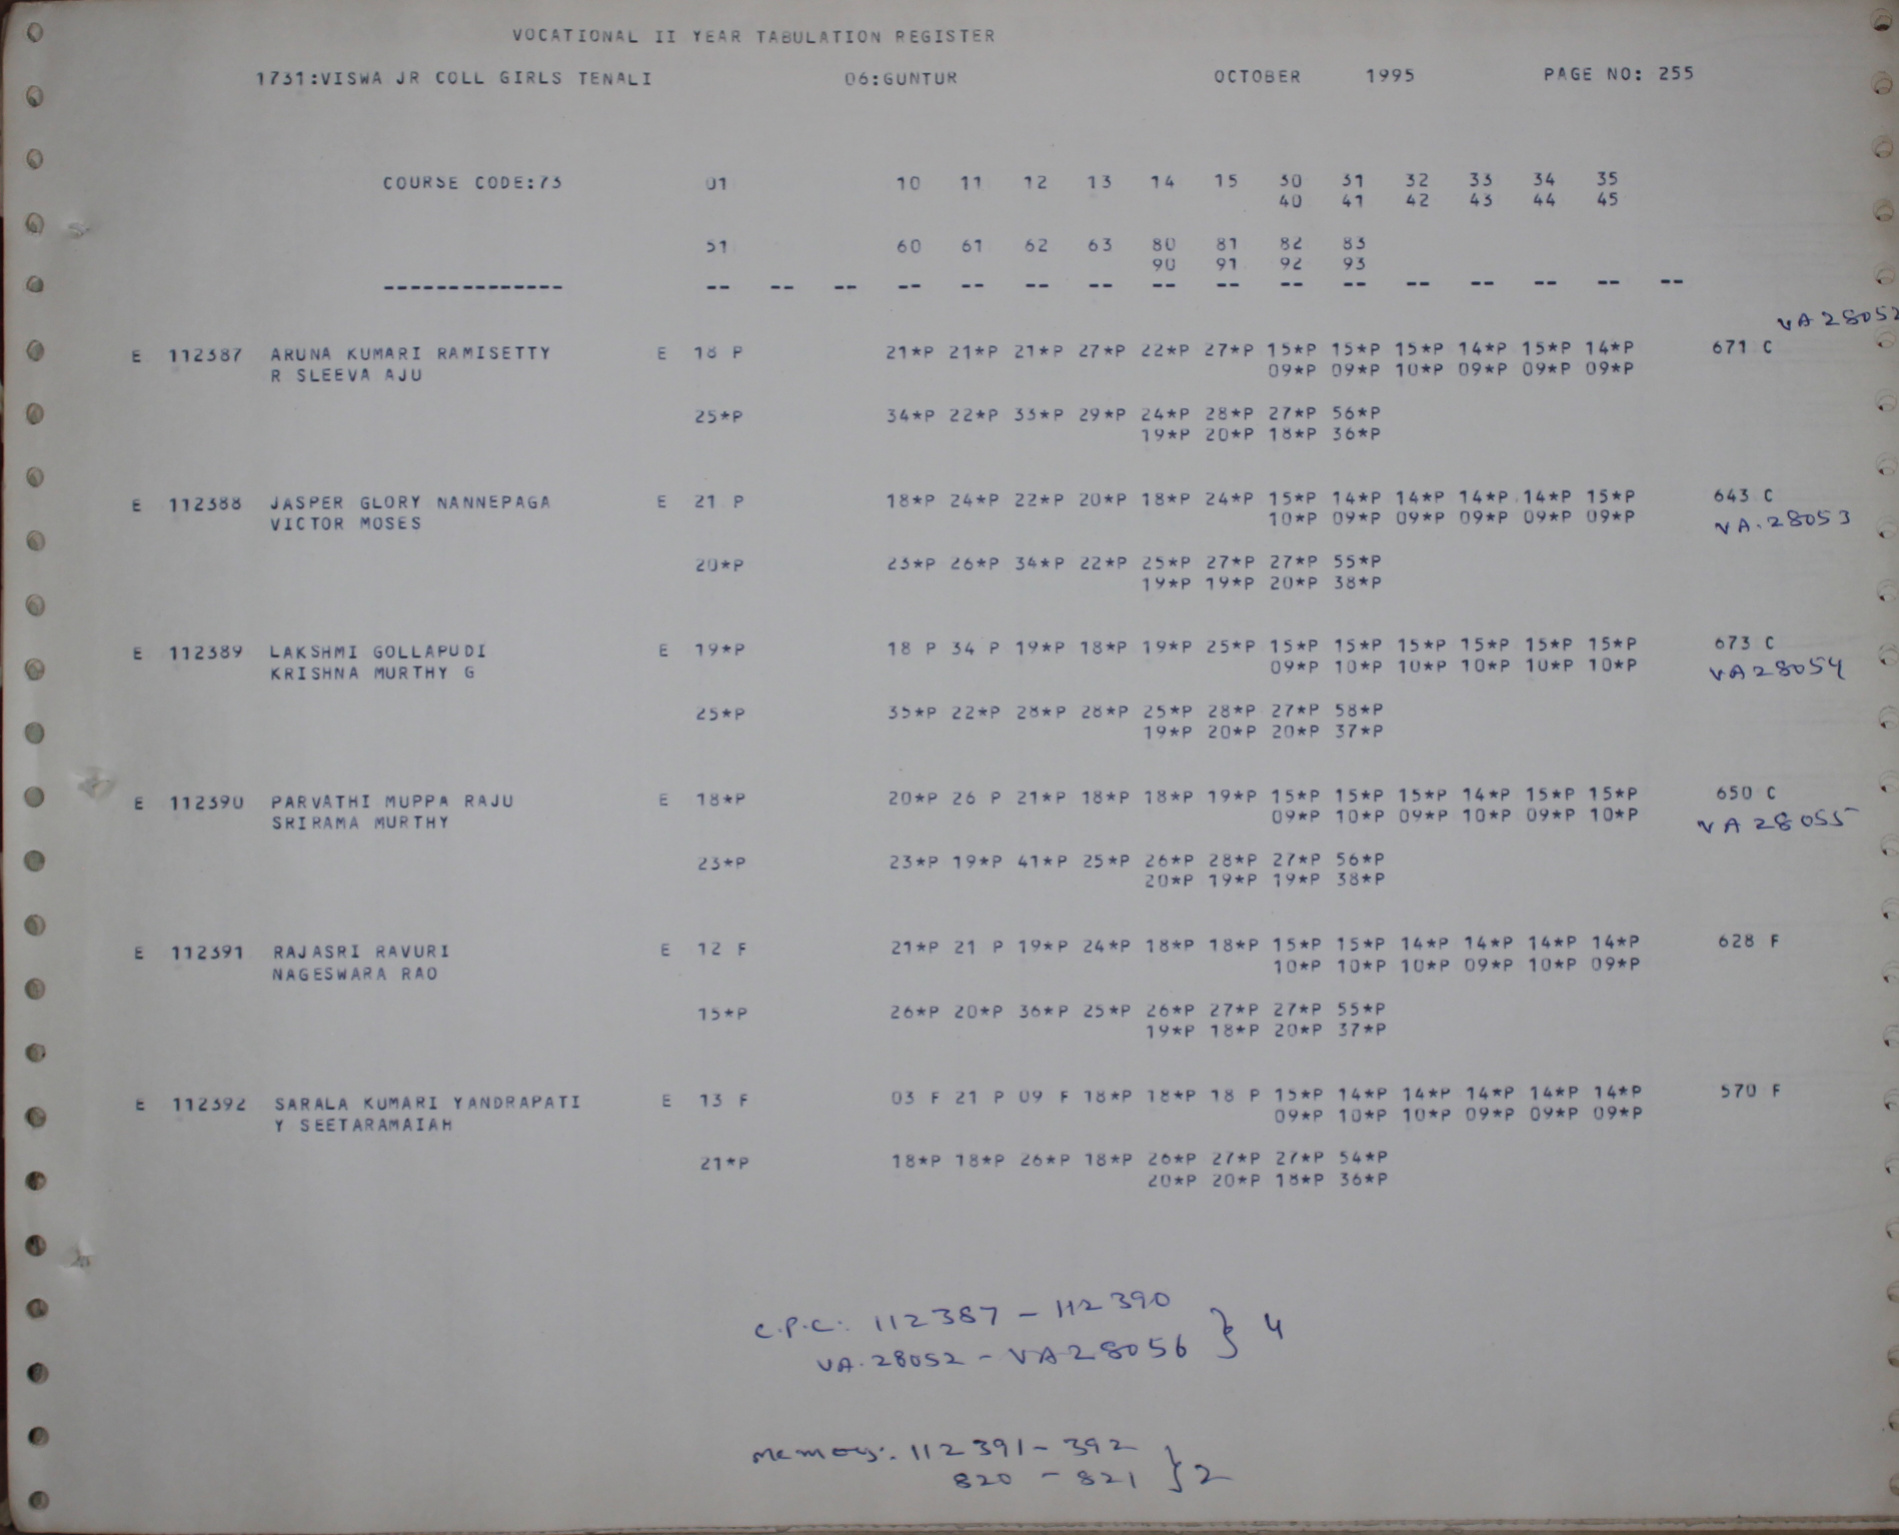 VOCATIONAL II YEAR TABULATION REGISTER
1731:VISWA JR COLL GIRLS TENALI 06:GUNTUR OCTOBER 1995 PAGE NO: 255
COURSE CODE:73 01 10 11 12 13 14 15 30 31 32 33 34 35
40 41 42 43 44 45
51 60 61 62 63 80 81 82 83
90 91 92 93
-------------- -- -- -- -- -- -- -- -- -- -- -- -- -- -- -- --
VA 28052
E 112387 ARUNA KUMARI RAMISETTY E 18 P 21*P 21*P 21*P 27*P 22*P 27*P 15*P 15*P 15*P 14*P 15*P 14*P 671 C
R SLEEVA AJU 09*P 09*P 10*P 09*P 09*P 09*P
25*P 34*P 22*P 33*P 29*P 24*P 28*P 27*P 56*P
19*P 20*P 18*P 36*P
E 112388 JASPER GLORY NANNEPAGA E 21 P 18*P 24*P 22*P 20*P 18*P 24*P 15*P 14*P 14*P 14*P 14*P 15*P 643 C
VICTOR MOSES 10*P 09*P 09*P 09*P 09*P 09*P VA.28053
20*P 23*P 26*P 34*P 22*P 25*P 27*P 27*P 55*P
19*P 19*P 20*P 38*P
E 112389 LAKSHMI GOLLAPUDI E 19*P 18 P 34 P 19*P 18*P 19*P 25*P 15*P 15*P 15*P 15*P 15*P 15*P 673 C
KRISHNA MURTHY G 09*P 10*P 10*P 10*P 10*P 10*P VA28054
25*P 35*P 22*P 28*P 28*P 25*P 28*P 27*P 58*P
19*P 20*P 20*P 37*P
E 112390 PARVATHI MUPPA RAJU E 18*P 20*P 26 P 21*P 18*P 18*P 19*P 15*P 15*P 15*P 14*P 15*P 15*P 650 C
SRIRAMA MURTHY 09*P 10*P 09*P 10*P 09*P 10*P VA 28055
23*P 23*P 19*P 41*P 25*P 26*P 28*P 27*P 56*P
20*P 19*P 19*P 38*P
E 112391 RAJASRI RAVURI E 12 F 21*P 21 P 19*P 24*P 18*P 18*P 15*P 15*P 14*P 14*P 14*P 14*P 628 F
NAGESWARA RAO 10*P 10*P 10*P 09*P 10*P 09*P
15*P 26*P 20*P 36*P 25*P 26*P 27*P 27*P 55*P
19*P 18*P 20*P 37*P
E 112392 SARALA KUMARI YANDRAPATI E 13 F 03 F 21 P 09 F 18*P 18*P 18 P 15*P 14*P 14*P 14*P 14*P 14*P 570 F
Y SEETARAMAIAH 09*P 10*P 10*P 09*P 09*P 09*P
21*P 18*P 18*P 26*P 18*P 26*P 27*P 27*P 54*P
20*P 20*P 18*P 36*P
C.P.C: 112387 - 112390
VA.28052 - VA28056 } 4
memos: 112391 - 392
820 - 821 } 2